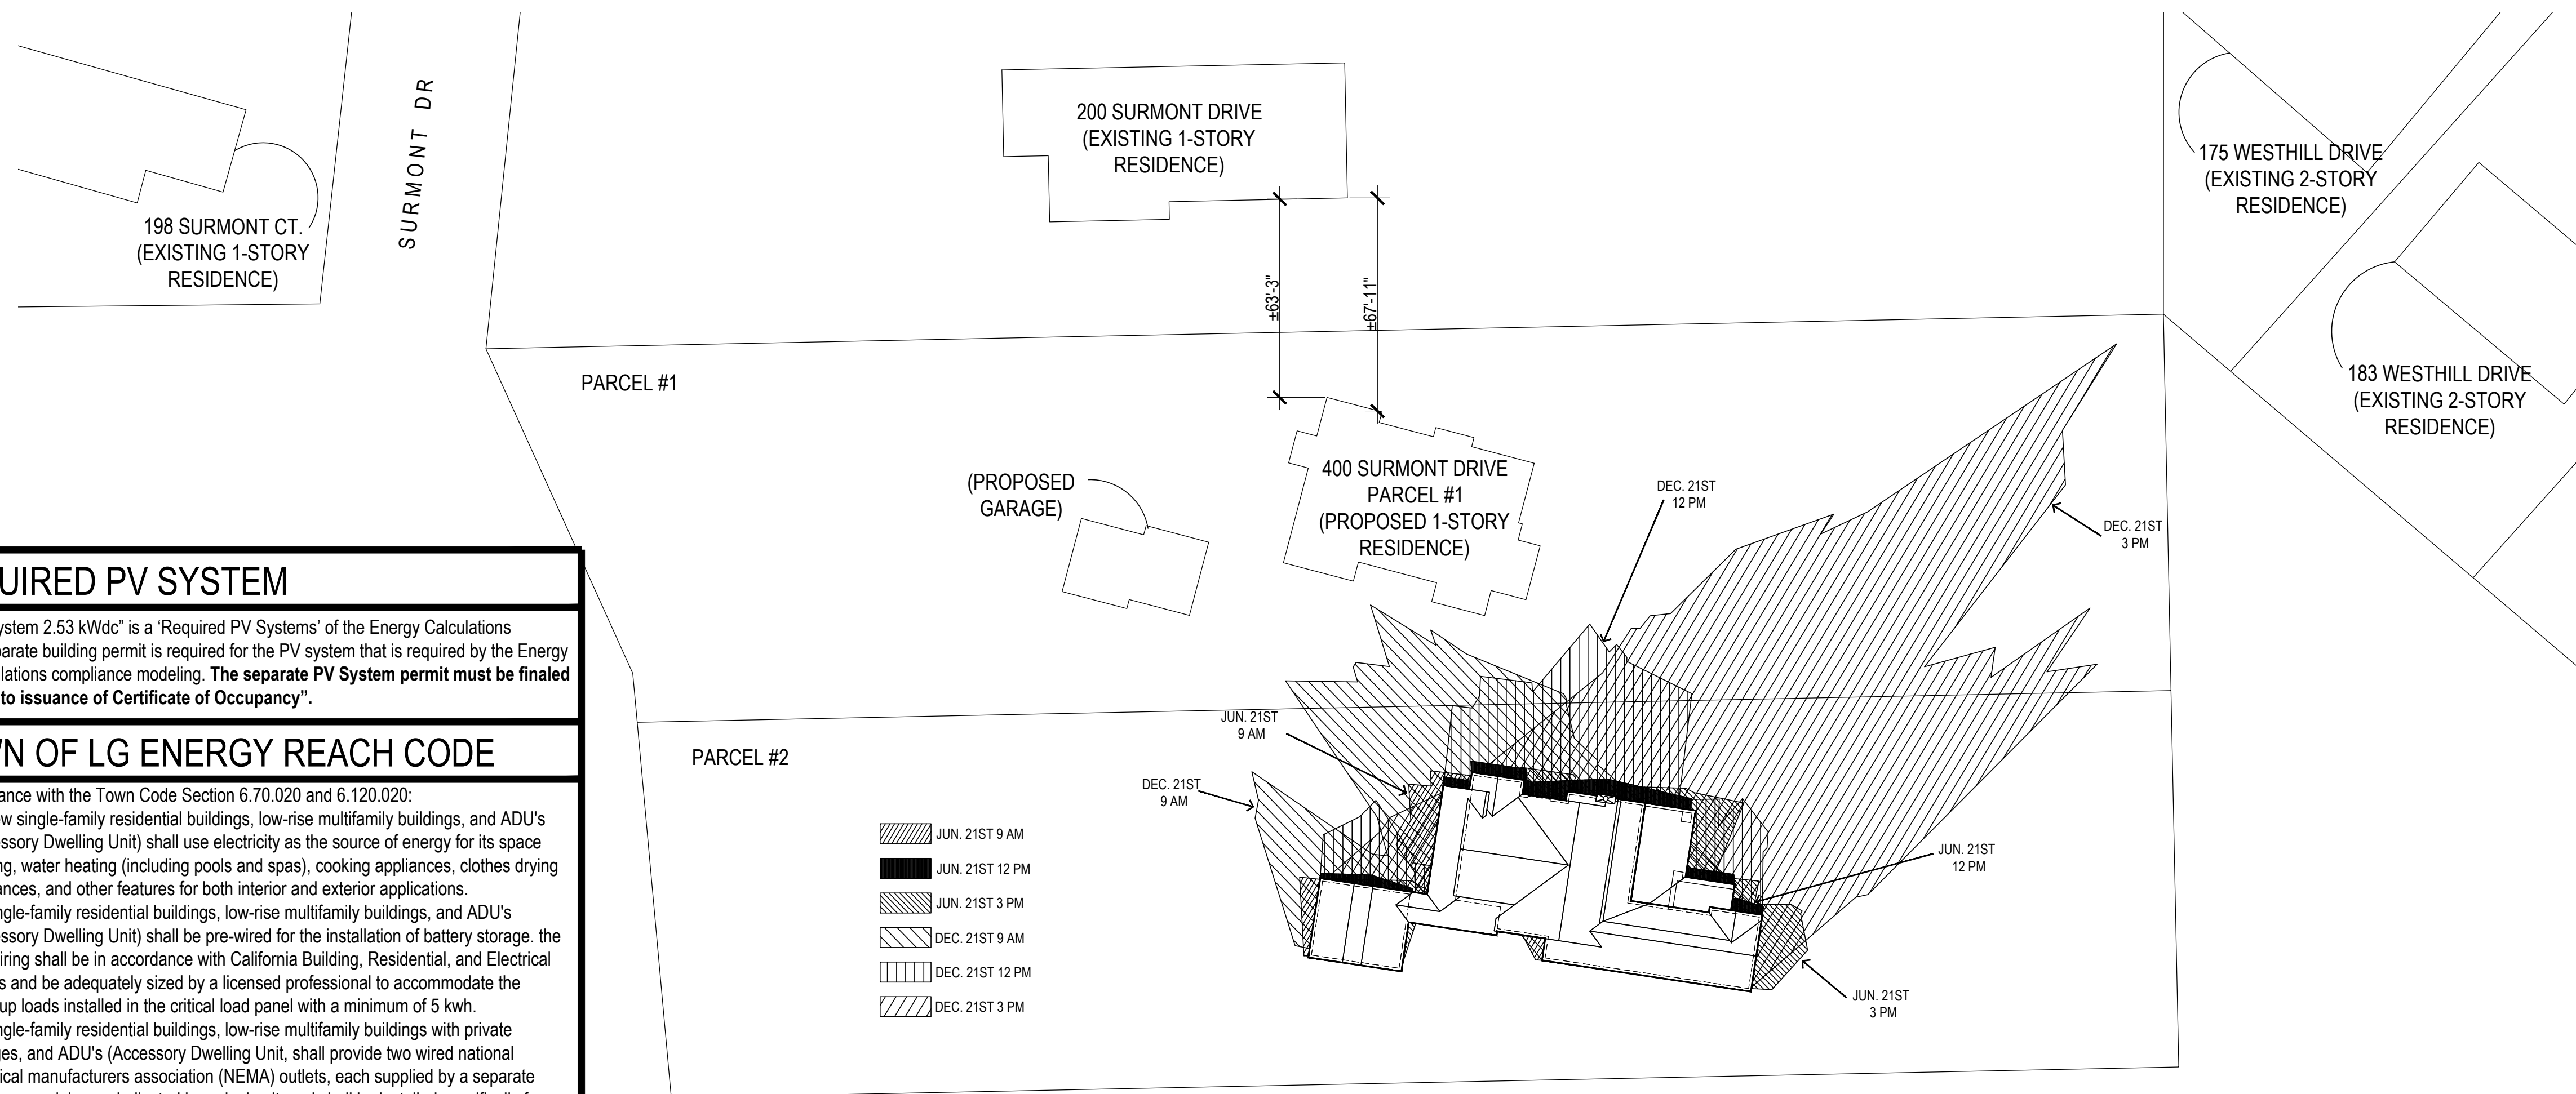 SURMONT DR
198 SURMONT CT.
(EXISTING 1-STORY
RESIDENCE)
200 SURMONT DRIVE
(EXISTING 1-STORY
RESIDENCE)
175 WESTHILL DRIVE
(EXISTING 2-STORY
RESIDENCE)
183 WESTHILL DRIVE
(EXISTING 2-STORY
RESIDENCE)
±63'-3"
±67'-11"
PARCEL #1
(PROPOSED
GARAGE)
400 SURMONT DRIVE
PARCEL #1
(PROPOSED 1-STORY
RESIDENCE)
DEC. 21ST
12 PM
DEC. 21ST
3 PM
PARCEL #2
JUN. 21ST
9 AM
DEC. 21ST
9 AM
JUN. 21ST
12 PM
JUN. 21ST
3 PM
JUN. 21ST 9 AM
JUN. 21ST 12 PM
JUN. 21ST 3 PM
DEC. 21ST 9 AM
DEC. 21ST 12 PM
DEC. 21ST 3 PM
UIRED PV SYSTEM
ystem 2.53 kWdc” is a ‘Required PV Systems’ of the Energy Calculations
parate building permit is required for the PV system that is required by the Energy
lations compliance modeling. The separate PV System permit must be finaled
to issuance of Certificate of Occupancy”.
N OF LG ENERGY REACH CODE
ance with the Town Code Section 6.70.020 and 6.120.020:
w single-family residential buildings, low-rise multifamily buildings, and ADU's
essory Dwelling Unit) shall use electricity as the source of energy for its space
ng, water heating (including pools and spas), cooking appliances, clothes drying
ances, and other features for both interior and exterior applications.
ngle-family residential buildings, low-rise multifamily buildings, and ADU's
essory Dwelling Unit) shall be pre-wired for the installation of battery storage. the
iring shall be in accordance with California Building, Residential, and Electrical
s and be adequately sized by a licensed professional to accommodate the
up loads installed in the critical load panel with a minimum of 5 kwh.
ngle-family residential buildings, low-rise multifamily buildings with private
es, and ADU's (Accessory Dwelling Unit, shall provide two wired national
ical manufacturers association (NEMA) outlets, each supplied by a separate